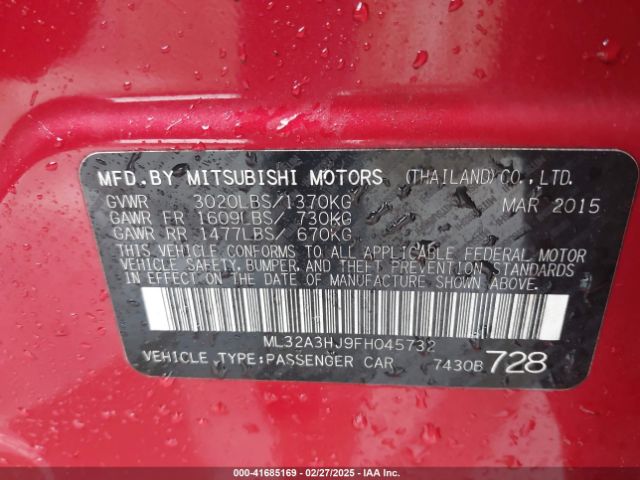 MFD.BY MITSUBISHI MOTORS (THAILAND)CO.,LTD.
GVWR 3020LBS/1370KG MAR 2015
GAWR FR 1609LBS/ 730KG
GAWR RR 1477LBS/ 670KG
THIS VEHICLE CONFORMS TO ALL APPLICABLE FEDERAL MOTOR
VEHICLE SAFETY, BUMPER, AND THEFT PREVENTION STANDARDS
IN EFFECT ON THE DATE OF MANUFACTURE SHOWN ABOVE.
ML32A3HJ9FH045732
VEHICLE TYPE:PASSENGER CAR 7430B 728
000-41685169 - 02/27/2025 - IAA Inc.